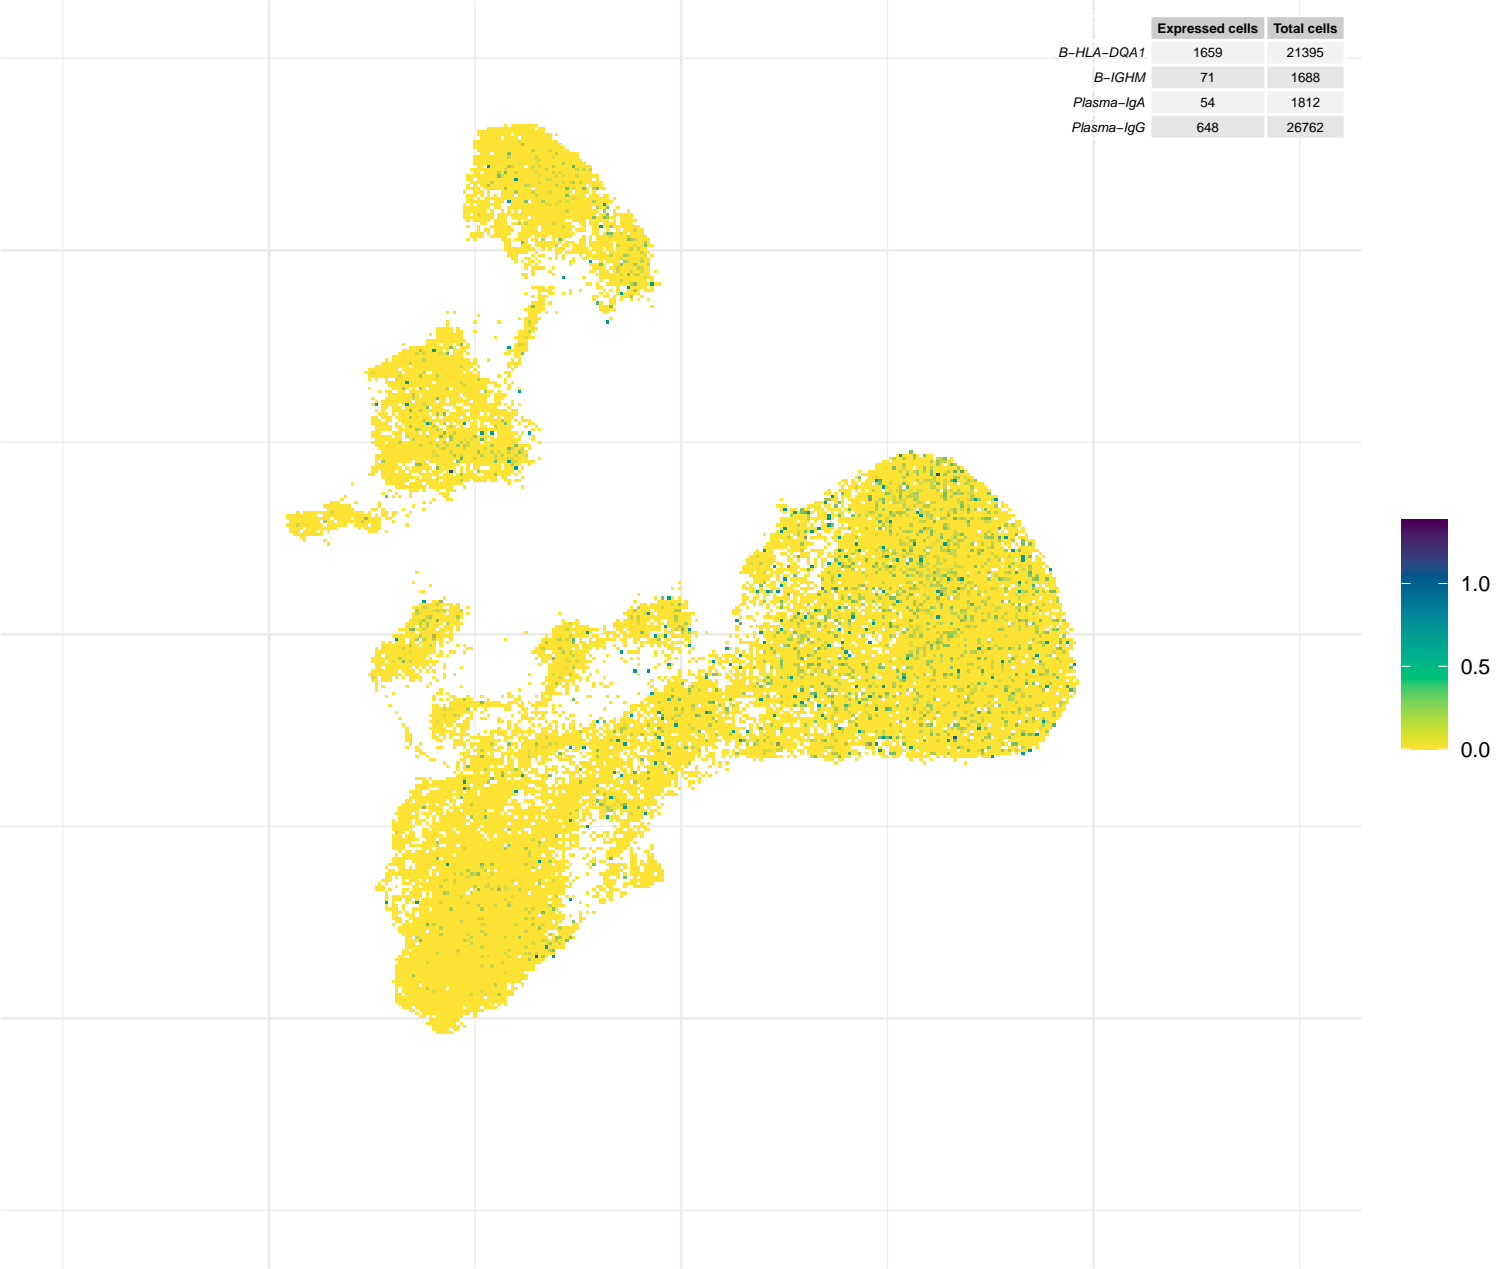 Expressed cells Total cells
B−HLA−DQA1 1659 21395
B−IGHM 71 1688
Plasma−IgA 54 1812
Plasma−IgG 648 26762
1.0
0.5
0.0